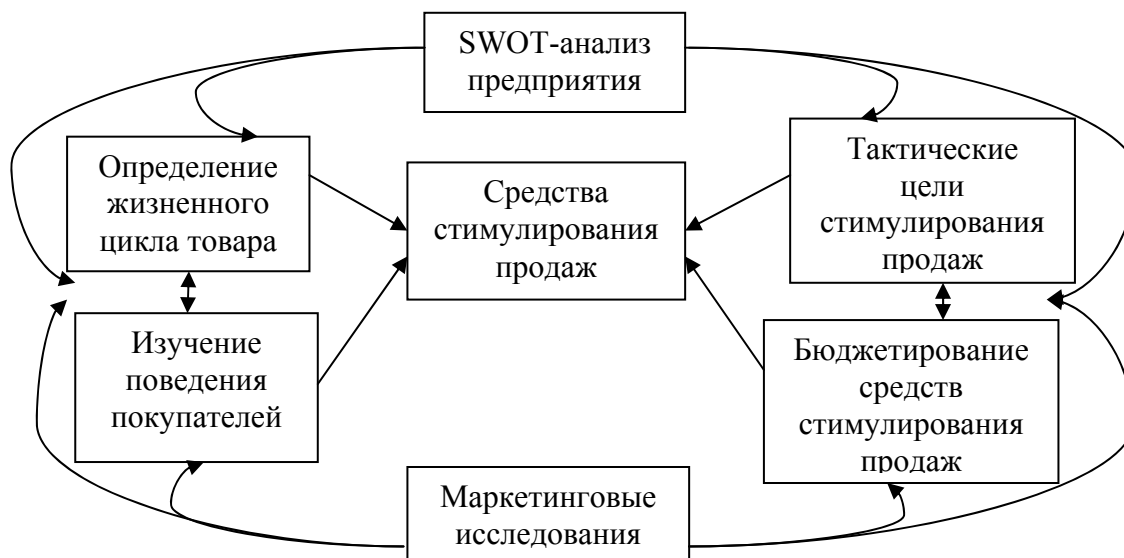 SWOT-анализ
предприятия
Определение
жизненного
цикла товара
Средства
стимулирования
продаж
Тактические
цели
стимулирования
продаж
Изучение
поведения
покупателей
Бюджетирование
средств
стимулирования
продаж
Маркетинговые
исследования